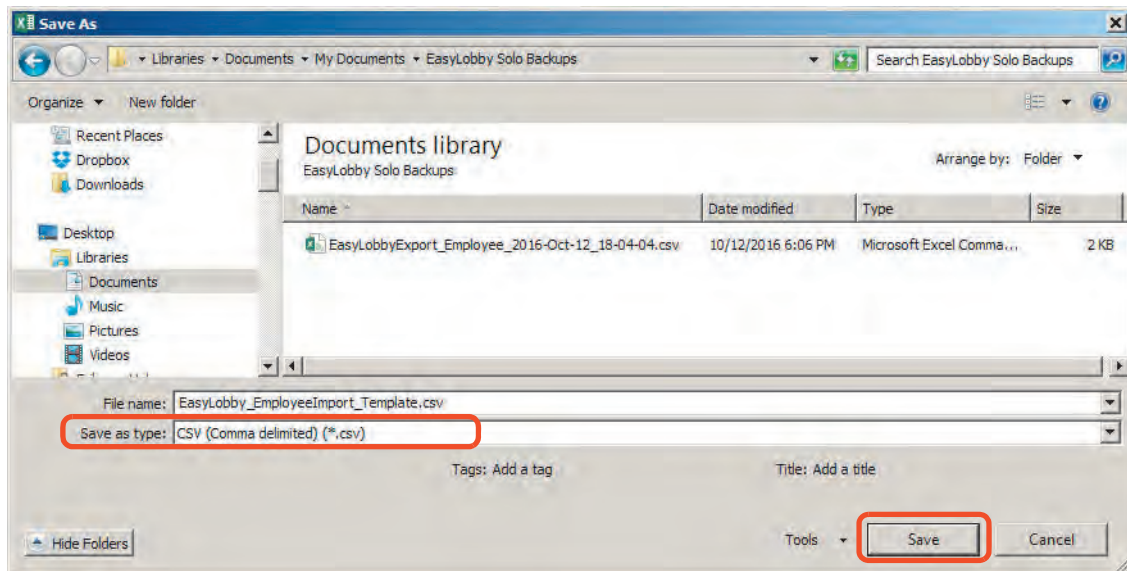 Save As
Libraries Documents My Documents EasyLobby Solo Backups Search EasyLobby Solo Backups
Organize New folder
Recent Places
Dropbox
Downloads
Desktop
Libraries
Documents
Music
Pictures
Videos
Documents library
EasyLobby Solo Backups
Arrange by: Folder
Name Date modified Type Size
EasyLobbyExport_Employee_2016-Oct-12_18-04-04.csv 10/12/2016 6:06 PM Microsoft Excel Comma... 2 KB
File name: EasyLobby_EmployeeImport_Template.csv
Save as type: CSV (Comma delimited) (*.csv)
Tags: Add a tag Title: Add a title
Hide Folders Tools Save Cancel